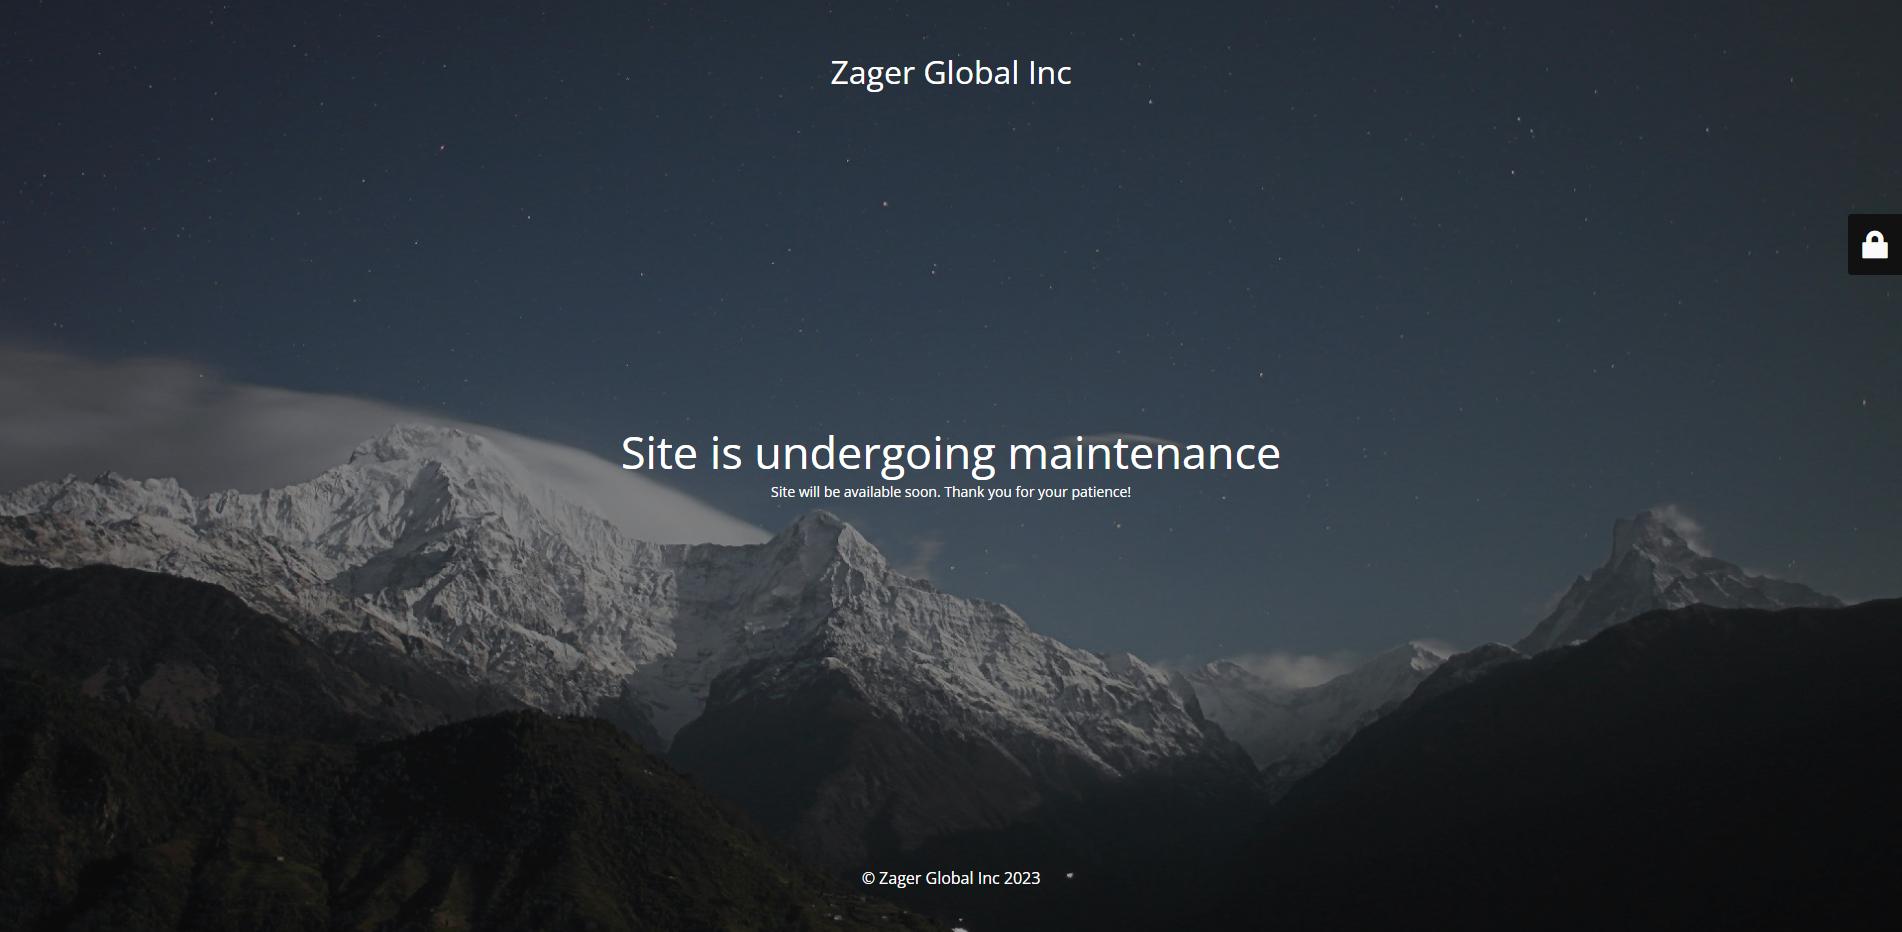 Zager Global Inc
Site is undergoing maintenance
Site will be available soon. Thank you for your patience!
© Zager Global Inc 2023